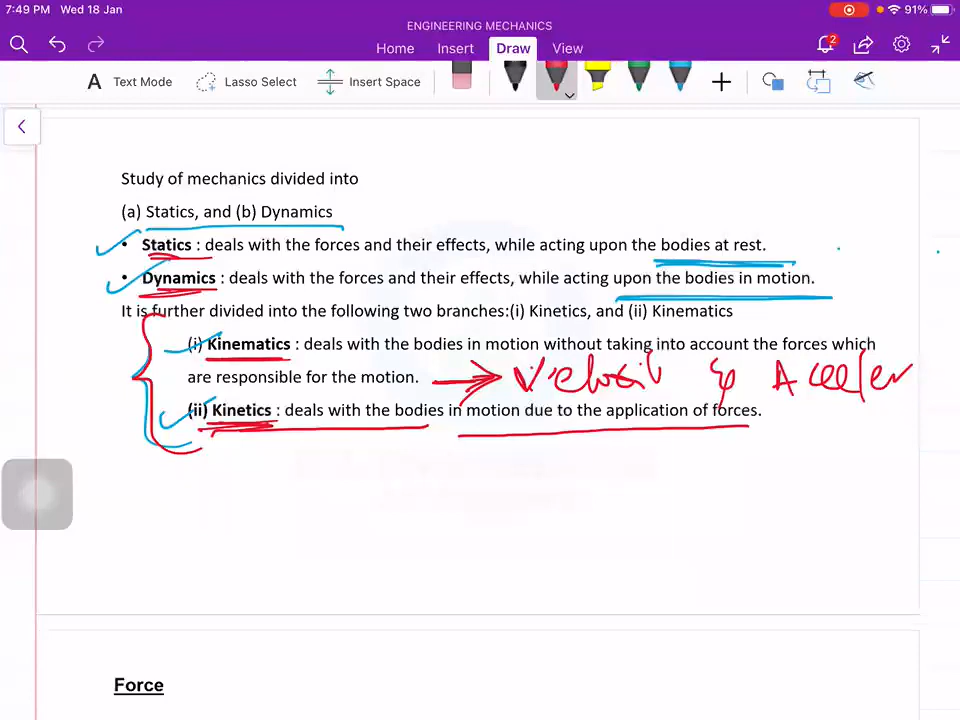 7:49 PM Wed 18 Jan 91%
ENGINEERING MECHANICS
Home Insert Draw View
2
A Text Mode Lasso Select Insert Space
Study of mechanics divided into
(a) Statics, and (b) Dynamics
• Statics : deals with the forces and their effects, while acting upon the bodies at rest.
• Dynamics : deals with the forces and their effects, while acting upon the bodies in motion.
It is further divided into the following two branches:(i) Kinetics, and (ii) Kinematics
(i) Kinematics : deals with the bodies in motion without taking into account the forces which
are responsible for the motion. → Velosit & Acceler
(ii) Kinetics : deals with the bodies in motion due to the application of forces.
Force